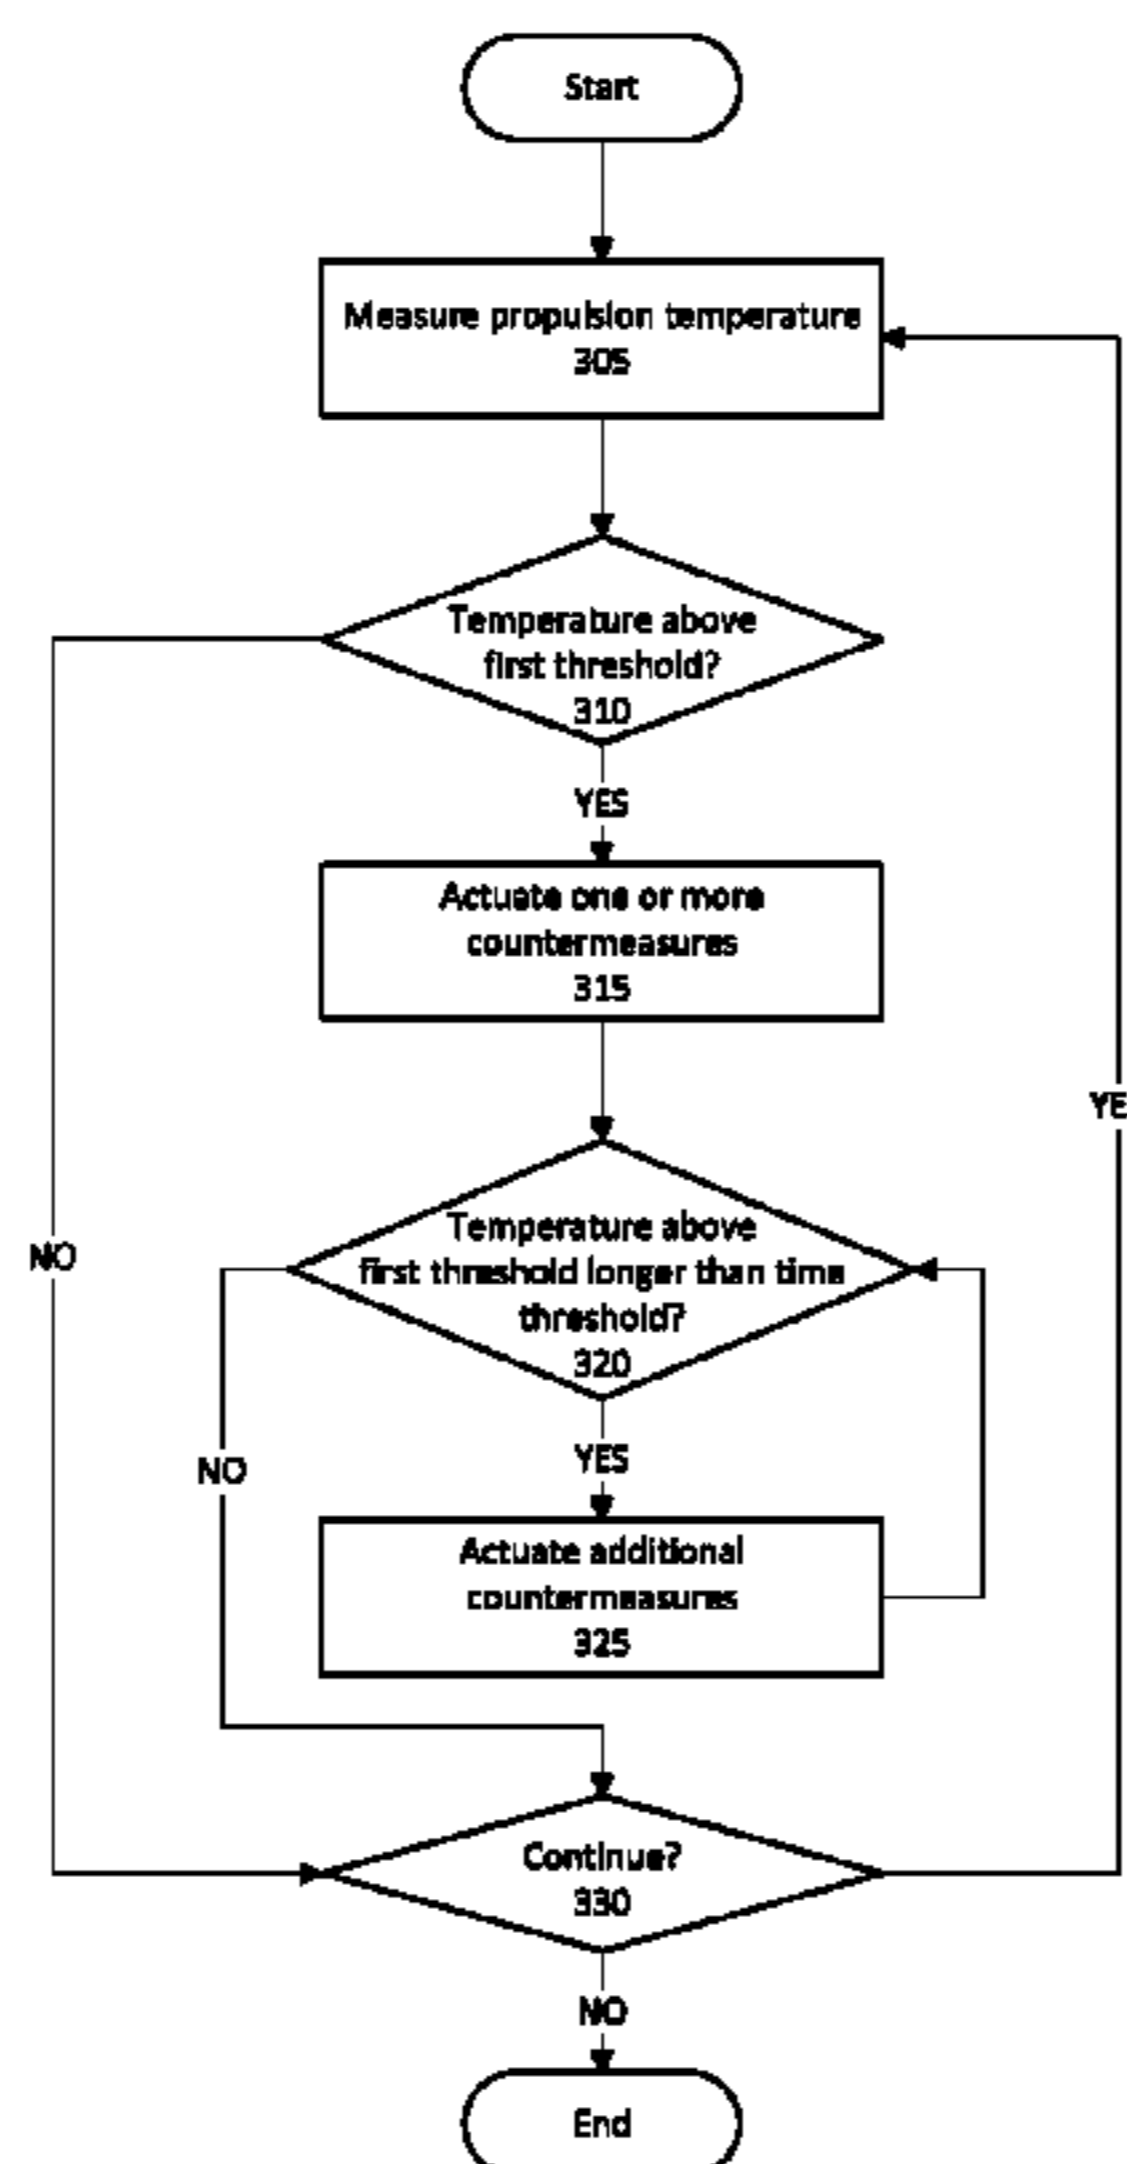 Start
Measure propulsion temperature
305
Temperature above
first threshold?
310
YES
Actuate one or more
countermeasures
315
YE
Temperature above
first threshold longer than time
threshold?
320
NO
YES
NO
Actuate additional
countermeasures
325
Continue?
330
NO
End